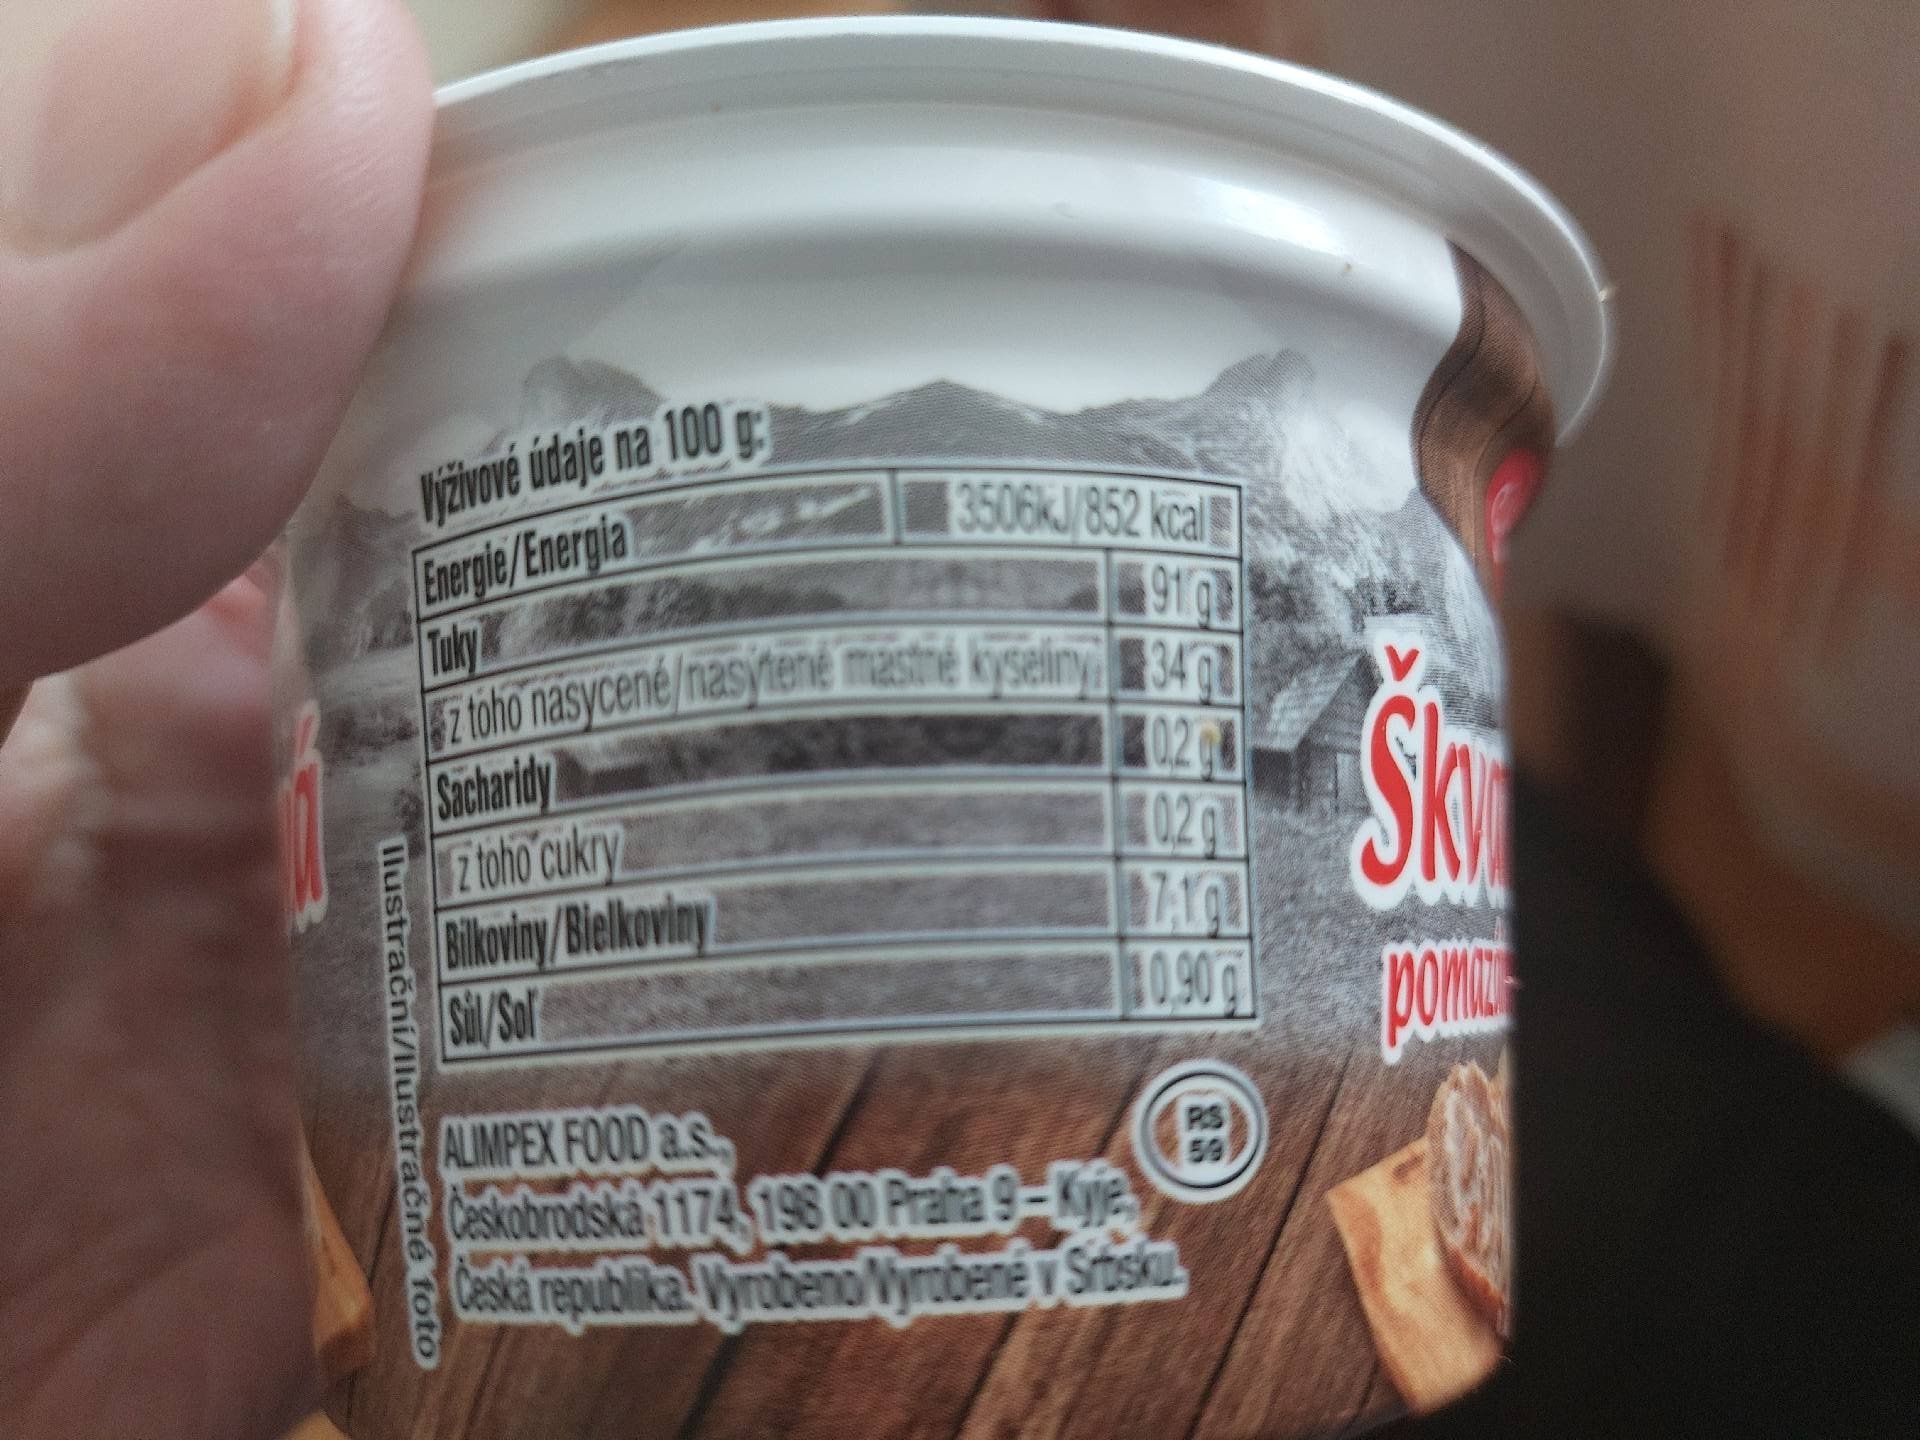 Výživové údaje na 100 g:
Energie/Energia 3506kJ/852 kcal
Tuky 91 g
z toho nasycené/nasýtené mastné kyseliny 34 g
Sacharidy 0,2 g
z toho cukry 0,2 g
Bílkoviny/Bielkoviny 7,1 g
Sůl/Soľ 0,90 g
Ilustrační/Ilustračné foto
ALIMPEX FOOD a.s.,
Českobrodská 1174, 198 00 Praha 9 – Kyje,
Česká republika. Vyrobeno/Vyrobené v Srbsku.
RS
59